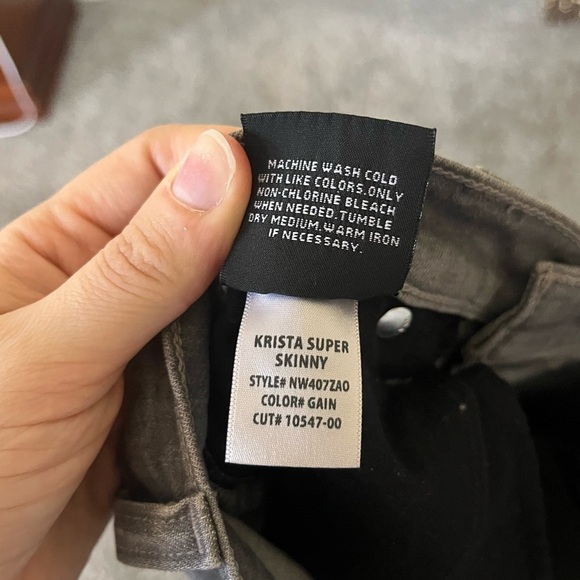 MACHINE WASH COLD
WITH LIKE COLORS.ONLY
NON-CHLORINE BLEACH
WHEN NEEDED.TUMBLE
DRY MEDIUM.WARM IRON
IF NECESSARY.
KRISTA SUPER
SKINNY
STYLE# NW407ZAO
COLOR# GAIN
CUT# 10547-00